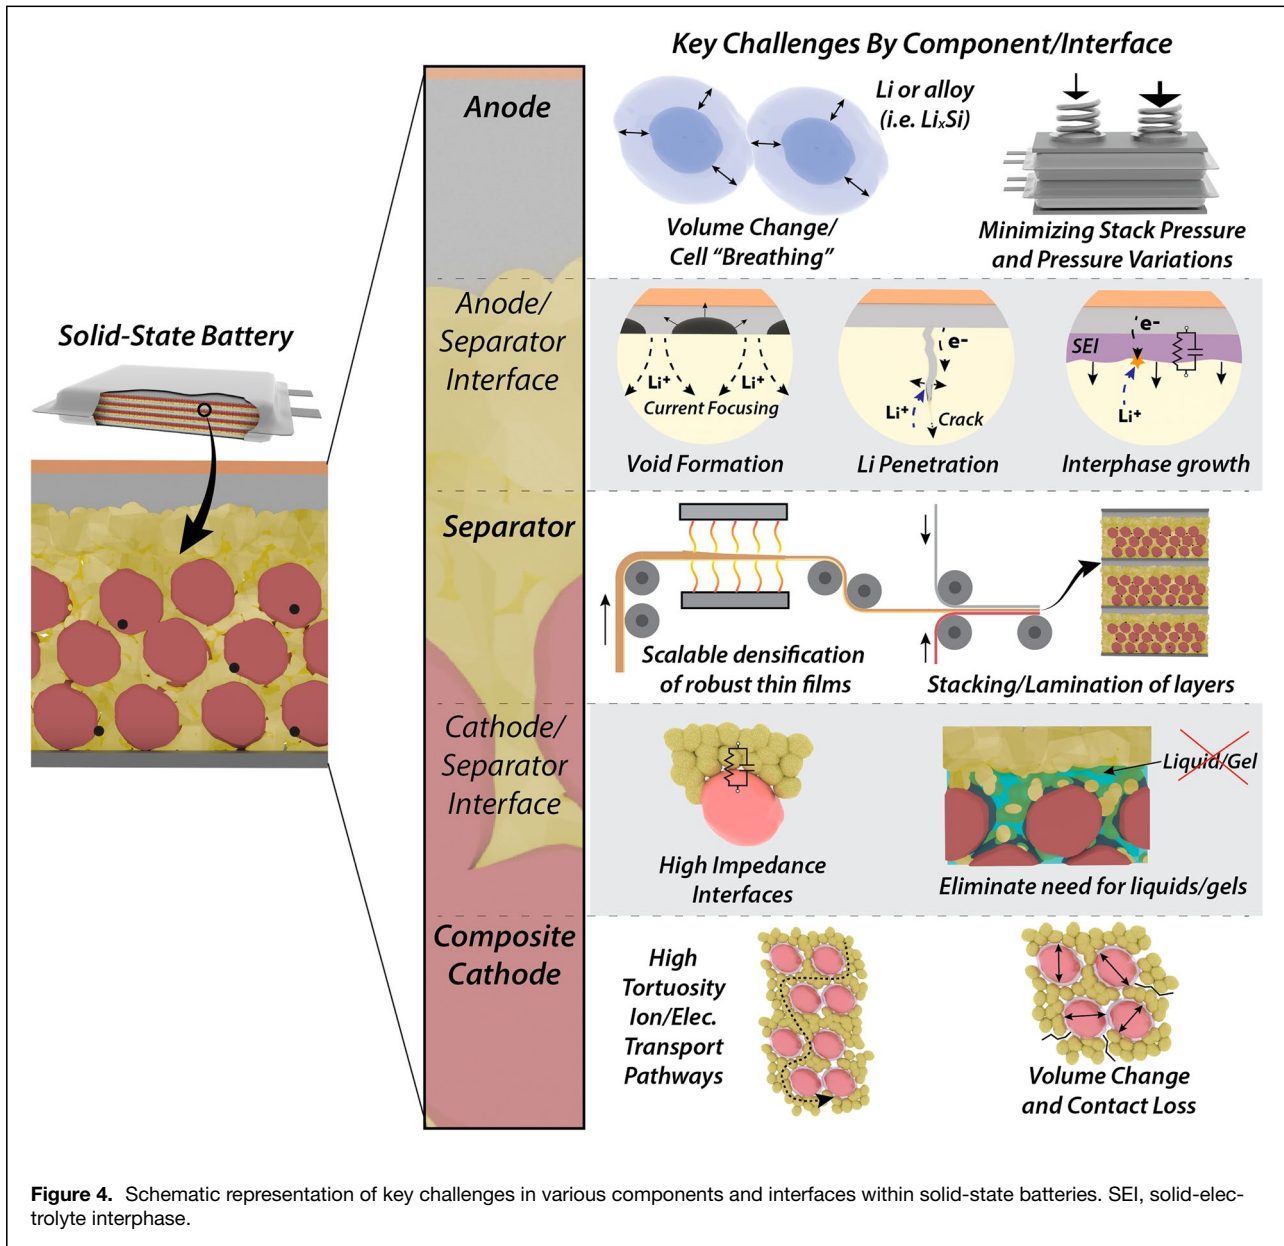 Key Challenges By Component/Interface
Solid-State Battery
Anode
Li or alloy
(i.e. LiₓSi)
Volume Change/
Cell “Breathing”
Minimizing Stack Pressure
and Pressure Variations
Anode/
Separator
Interface
Li⁺
Li⁺
Current Focusing
Void Formation
e-
Li⁺
Crack
Li Penetration
SEI
e-
Li⁺
Interphase growth
Separator
Scalable densification
of robust thin films
Stacking/Lamination of layers
Cathode/
Separator
Interface
High Impedance
Interfaces
Liquid/Gel
Eliminate need for liquids/gels
Composite
Cathode
High
Tortuosity
Ion/Elec.
Transport
Pathways
Volume Change
and Contact Loss
Figure 4. Schematic representation of key challenges in various components and interfaces within solid-state batteries. SEI, solid-elec-
trolyte interphase.